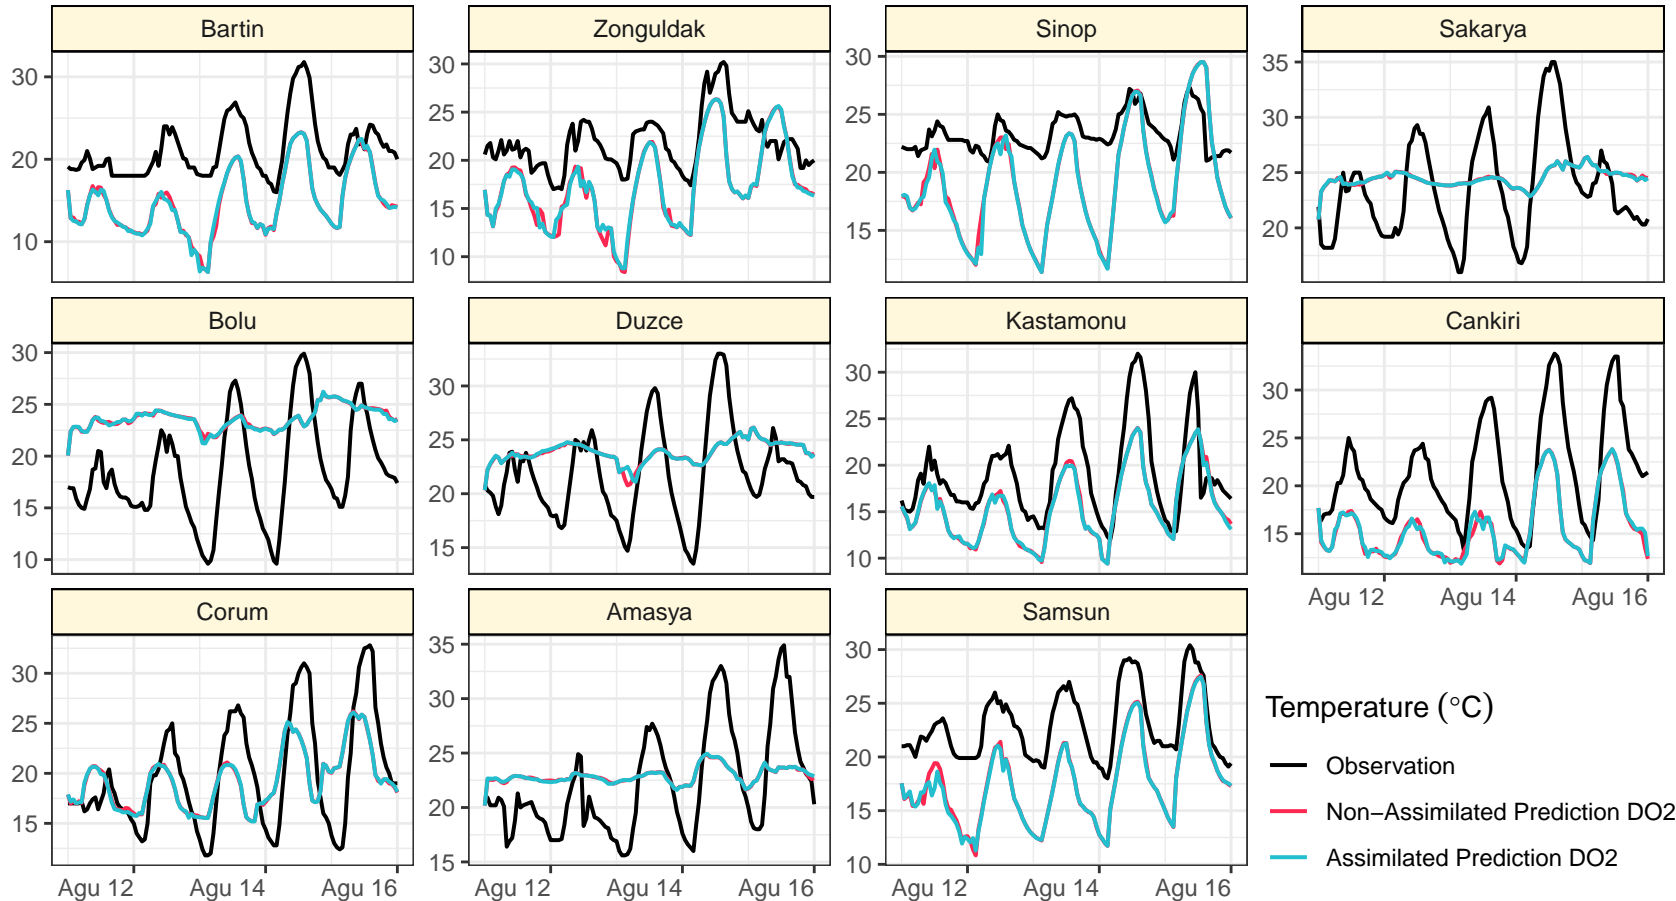 Bartin
Zonguldak
Sinop
Sakarya
30
20
10
30
25
20
15
10
30
25
20
15
35
30
25
20
Bolu
Duzce
Kastamonu
Cankiri
30
25
20
15
10
30
25
20
15
30
25
20
15
10
30
25
20
15
Agu 12 Agu 14 Agu 16
Corum
Amasya
Samsun
30
25
20
15
35
30
25
20
15
30
25
20
15
10
Agu 12 Agu 14 Agu 16
Agu 12 Agu 14 Agu 16
Agu 12 Agu 14 Agu 16
Temperature (°C)
Observation
Non−Assimilated Prediction DO2
Assimilated Prediction DO2